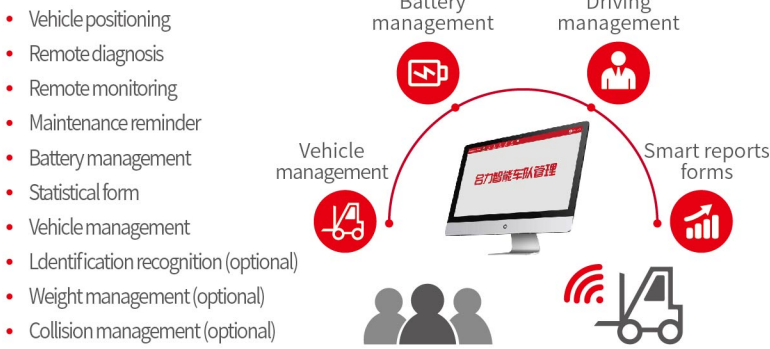 Vehicle positioning
Remote diagnosis
Remote monitoring
Maintenance reminder
Battery management
Statistical form
Vehicle management
Ldentification recognition (optional)
Weight management (optional)
Collision management (optional)
Battery
management
Driving
management
Vehicle
management
Smart reports
forms
合力智能车队管理